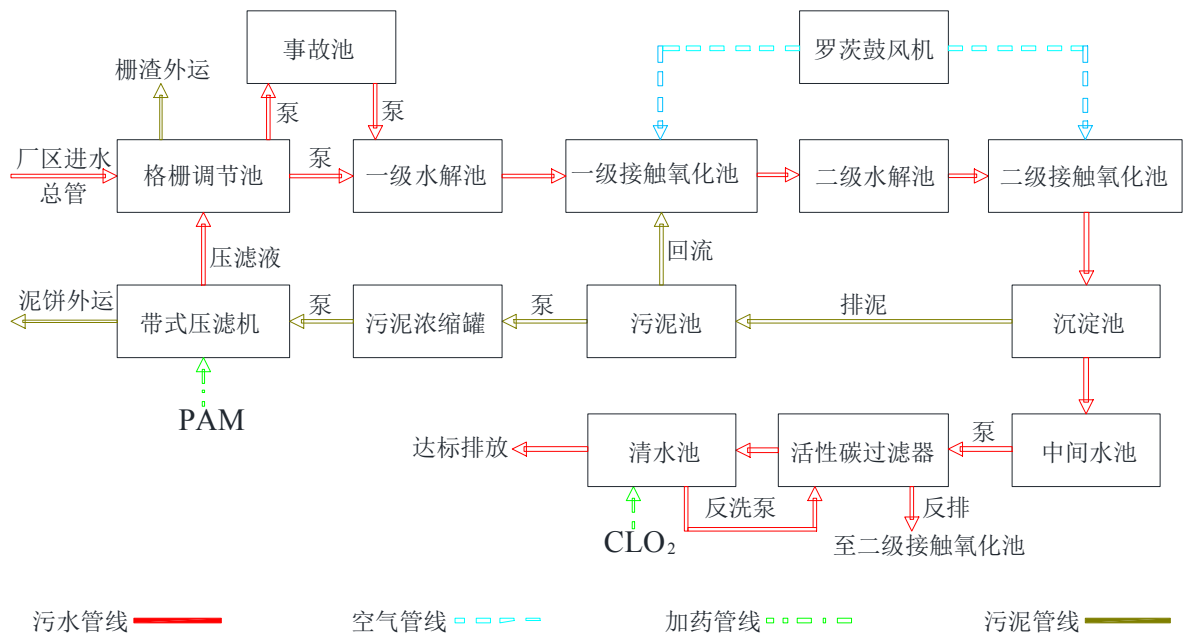 事故池
罗茨鼓风机
栅渣外运
泵
泵
厂区进水
总管
格栅调节池
泵
一级水解池
一级接触氧化池
二级水解池
二级接触氧化池
压滤液
回流
泥饼外运
带式压滤机
泵
污泥浓缩罐
泵
污泥池
排泥
沉淀池
PAM
达标排放
清水池
活性碳过滤器
泵
中间水池
反洗泵
反排
CLO₂
至二级接触氧化池
污水管线
空气管线
加药管线
污泥管线